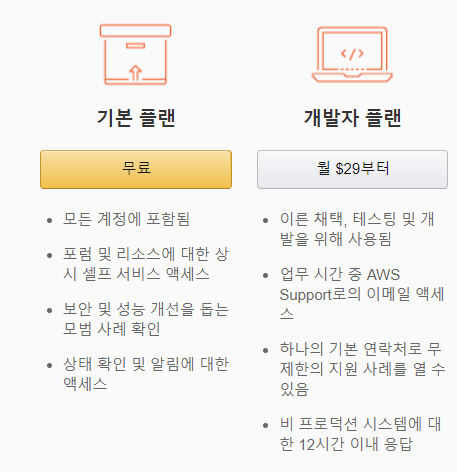 기본 플랜
무료
모든 계정에 포함됨
포럼 및 리소스에 대한 상
시 셀프 서비스 액세스
보안 및 성능 개선을 돕는
모범 사례 확인
상태 확인 및 알림에 대한
액세스
개발자 플랜
월 $29부터
이른 채택, 테스팅 및 개
발을 위해 사용됨
업무 시간 중 AWS
Support로의 이메일 액세
스
하나의 기본 연락처로 무
제한의 지원 사례를 열 수
있음
비 프로덕션 시스템에 대
한 12시간 이내 응답